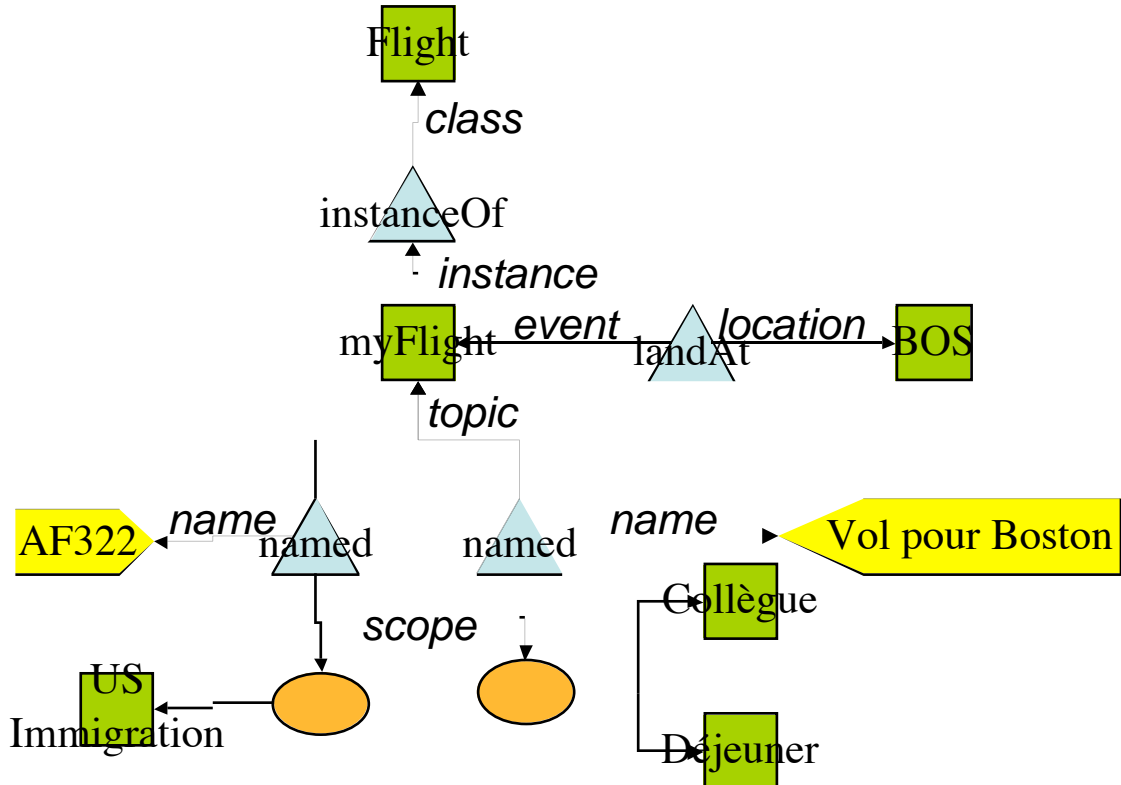 Flight
class
instanceOf
instance
myFlight
event
landAt
location
BOS
topic
AF322
name
named
named
name
Vol pour Boston
Collègue
scope
US
Immigration
Déjeuner